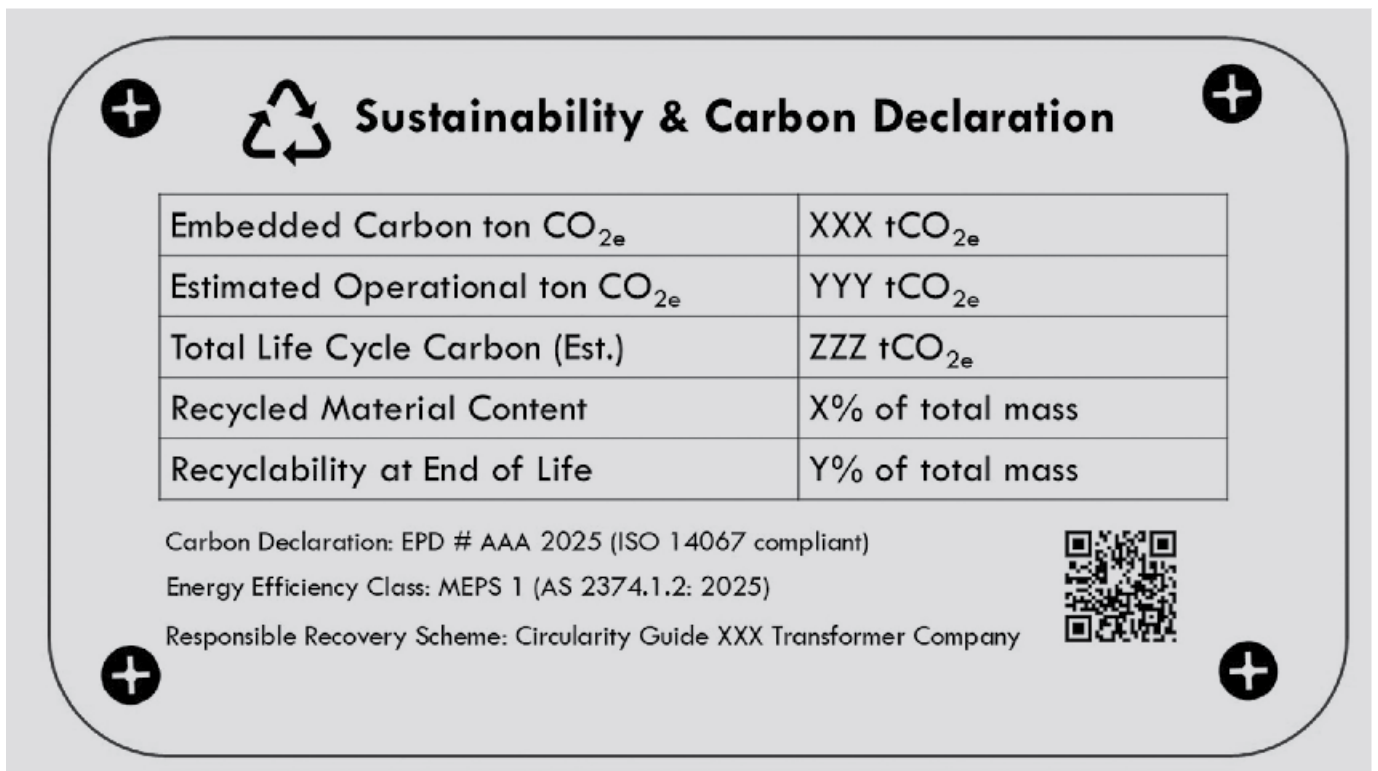 Sustainability & Carbon Declaration
Embedded Carbon ton CO₂ₑ XXX tCO₂ₑ
Estimated Operational ton CO₂ₑ YYY tCO₂ₑ
Total Life Cycle Carbon (Est.) ZZZ tCO₂ₑ
Recycled Material Content X% of total mass
Recyclability at End of Life Y% of total mass
Carbon Declaration: EPD # AAA 2025 (ISO 14067 compliant)
Energy Efficiency Class: MEPS 1 (AS 2374.1.2: 2025)
Responsible Recovery Scheme: Circularity Guide XXX Transformer Company